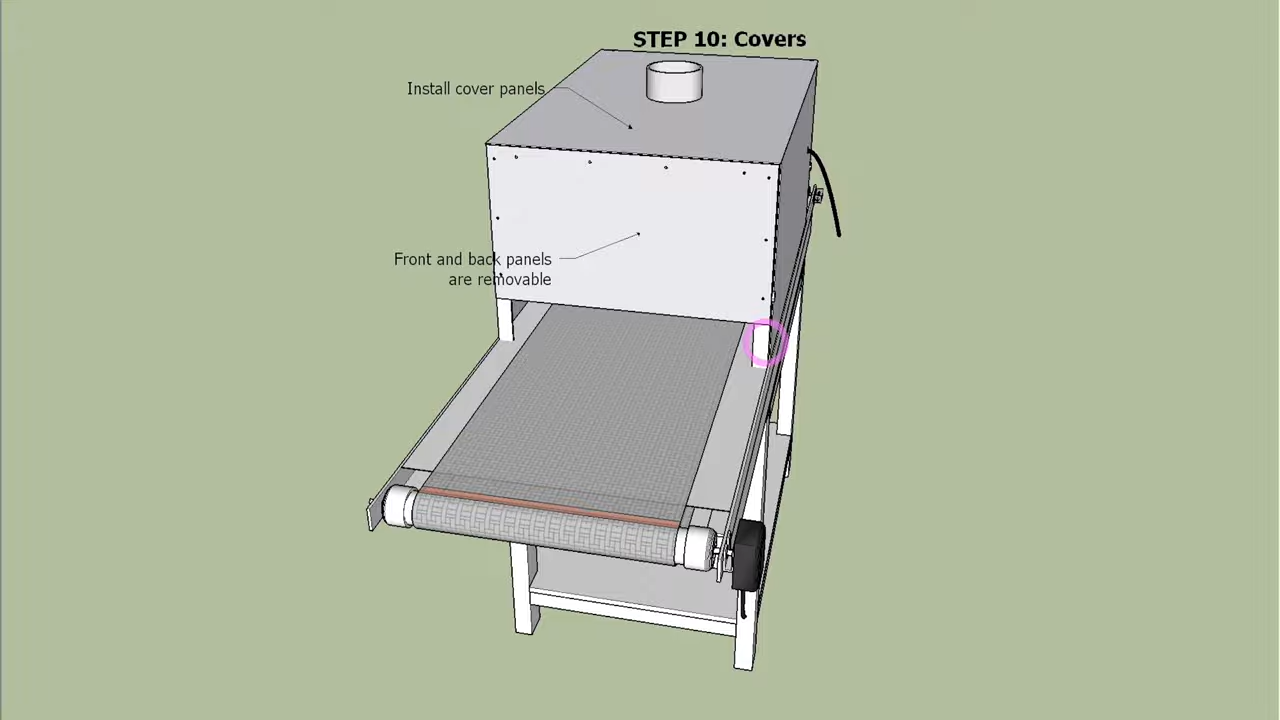 STEP 10: Covers
Install cover panels
Front and back panels
are removable